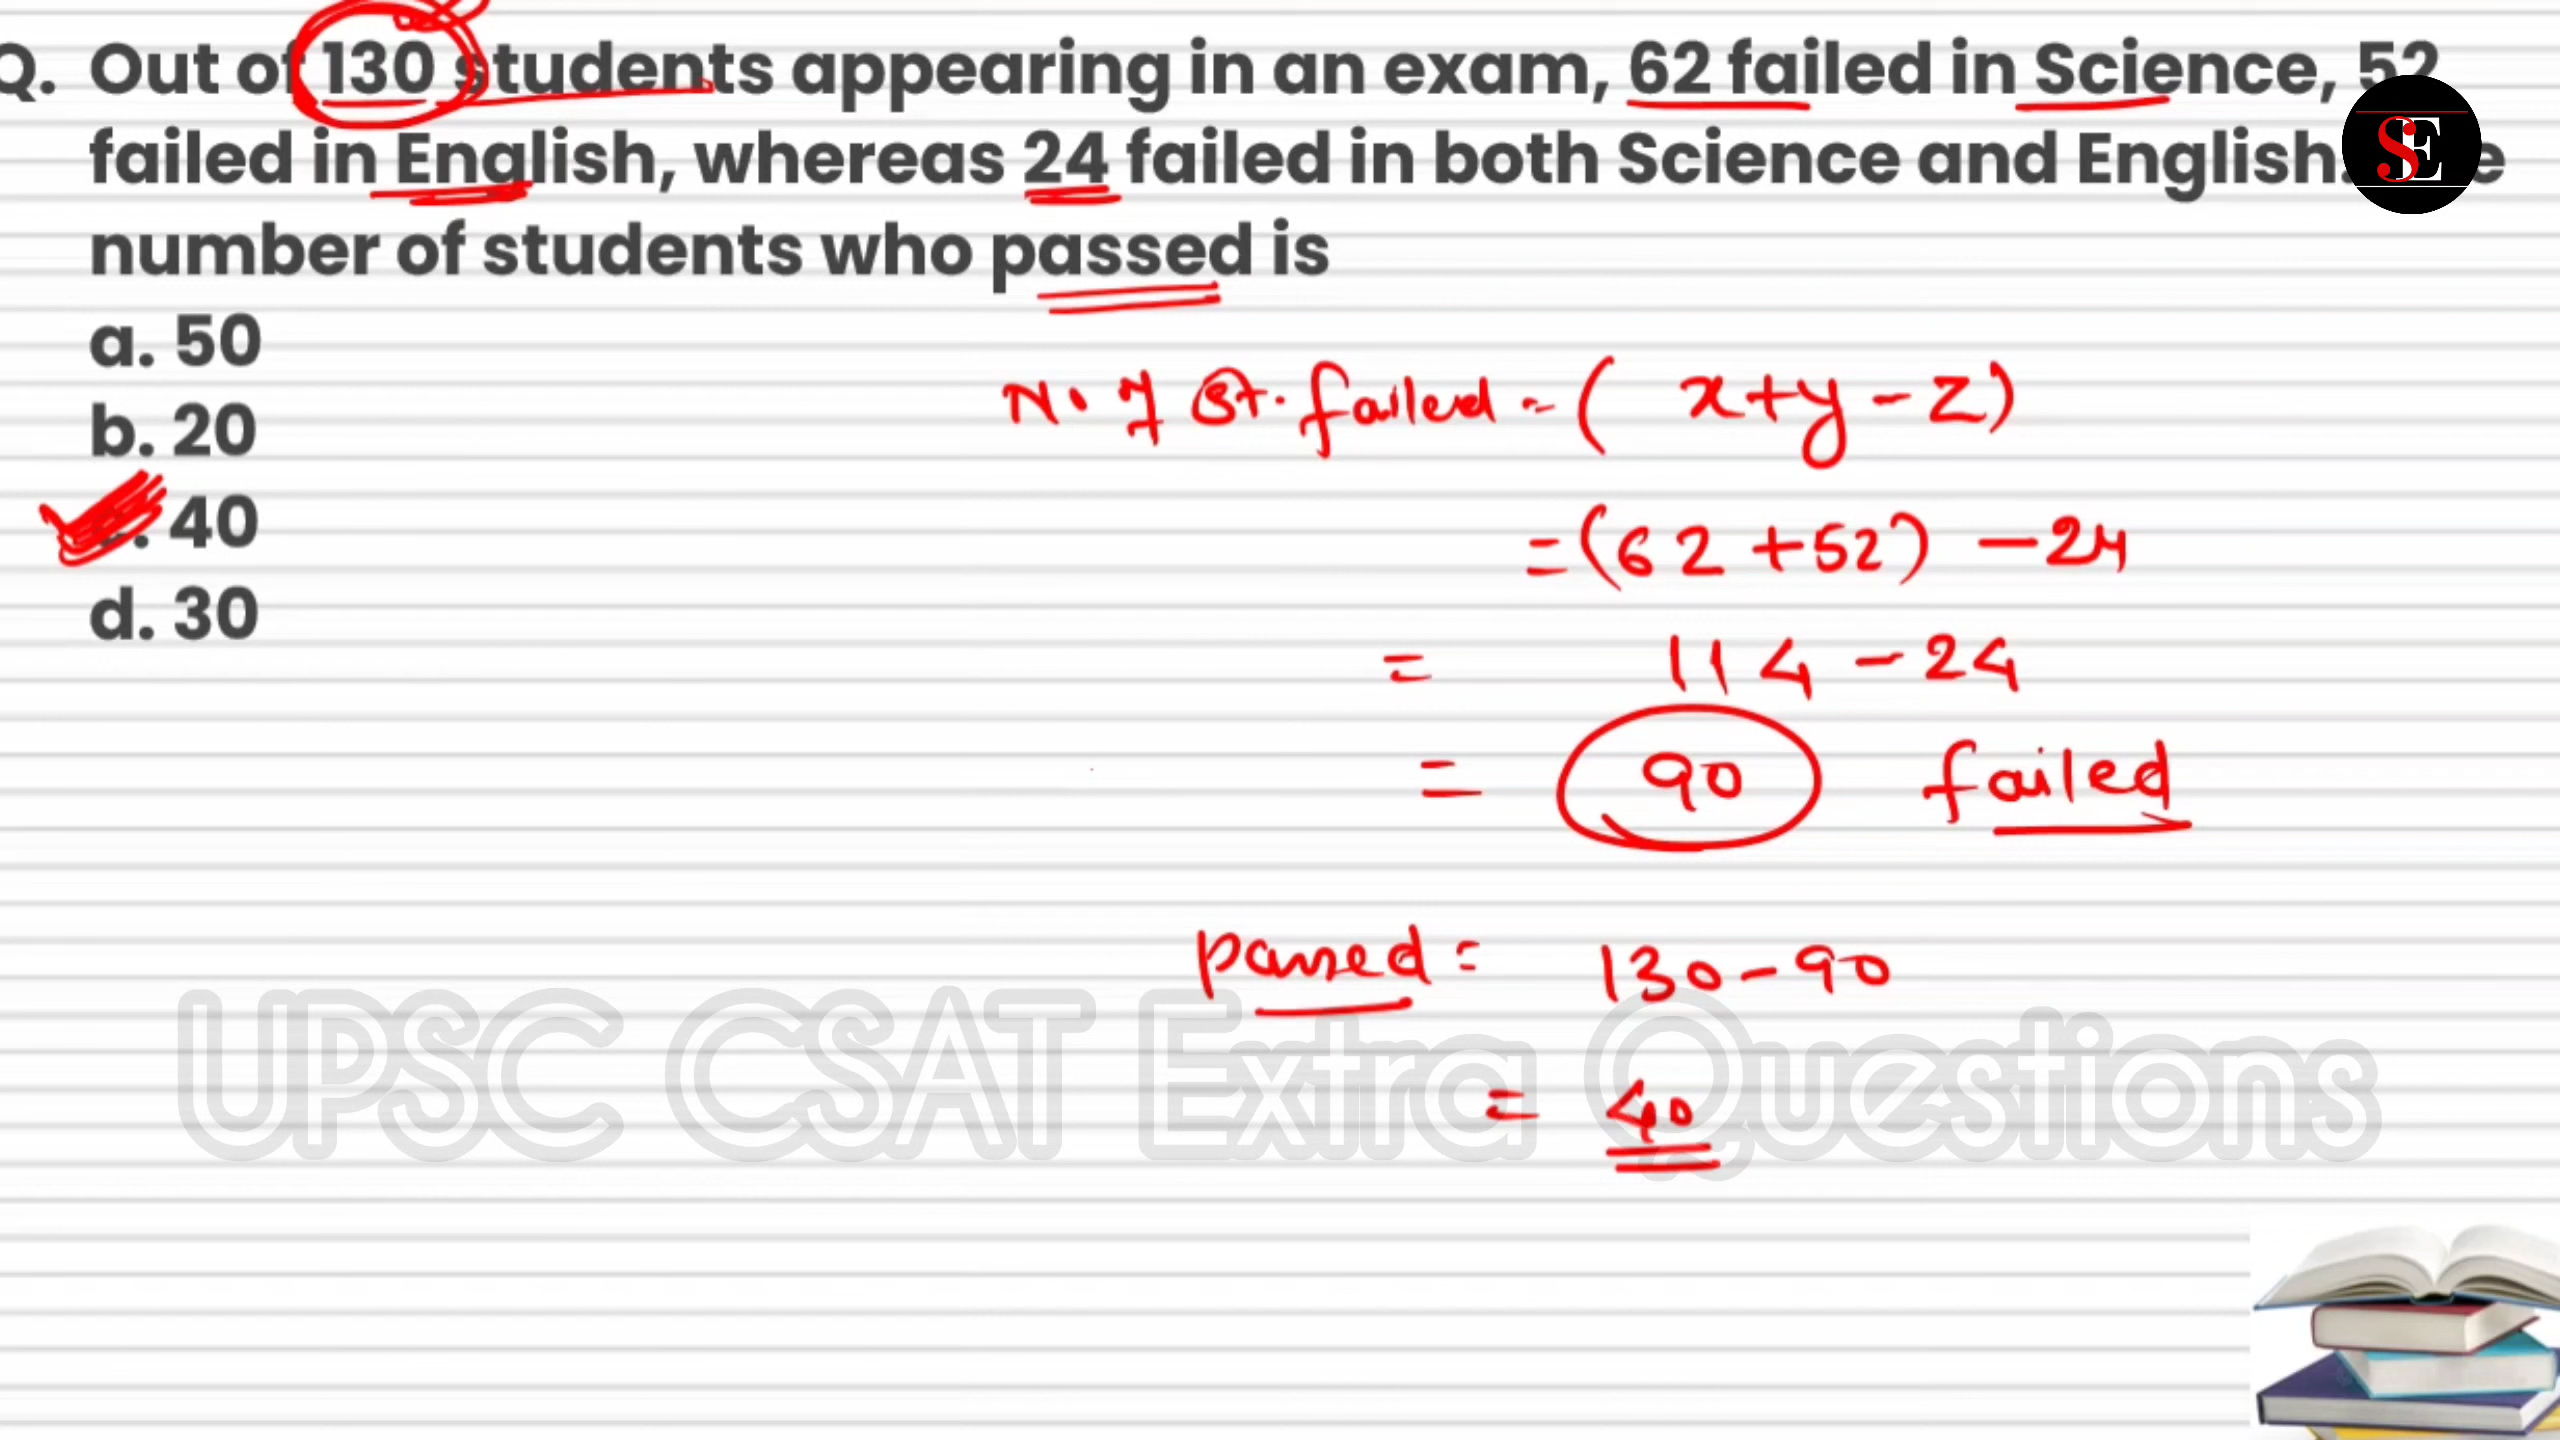 Q. Out of 130 students appearing in an exam, 62 failed in Science, 52
failed in English, whereas 24 failed in both Science and English.
number of students who passed is
a. 50
b. 20
40
d. 30
N. of St. failed = (x+y-z)
=(62+52) -24
= 114-24
= 90 failed
passed = 130-90
= 40
UPSC CSAT Extra Questions
SE